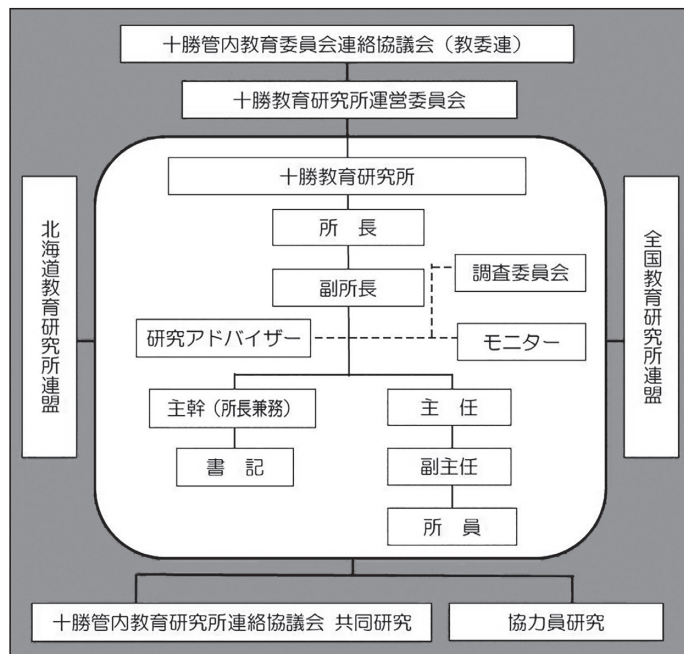 十勝管内教育委員会連絡協議会（教委連）
十勝教育研究所運営委員会
十勝教育研究所
所　長
副所長
調査委員会
研究アドバイザー
モニター
北海道教育研究所連盟
全国教育研究所連盟
主幹（所長兼務）
主　任
書　記
副主任
所　員
十勝管内教育研究所連絡協議会 共同研究
協力員研究